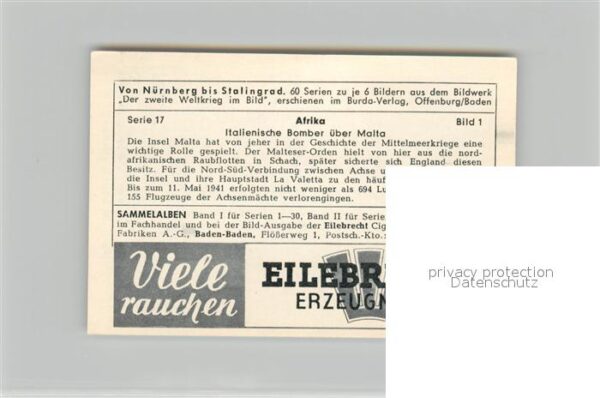 Von Nürnberg bis Stalingrad. 60 Serien zu je 6 Bildern aus dem Bildwerk
„Der zweite Weltkrieg im Bild", erschienen im Burda-Verlag, Offenburg/Baden
Serie 17 Afrika Bild 1
Italienische Bomber über Malta
Die Insel Malta hat von jeher in der Geschichte der Mittelmeerkriege eine
wichtige Rolle gespielt. Der Malteser-Orden hielt von hier aus die nord-
afrikanischen Raubflotten in Schach, später sicherte sich England diesen
Besitz. Für die Nord-Süd-Verbindung zwischen Achse u
die Insel und ihre Hauptstadt La Valetta zu den häuf
Bis zum 11. Mai 1941 erfolgten nicht weniger als 694 Lu
155 Flugzeuge der Achsenmächte verlorengingen.
SAMMELALBEN Band I für Serien 1—30, Band II für Serie
im Fachhandel und bei der Bild-Ausgabe der Eilebrecht Cig
Fabriken A.-G., Baden-Baden, Flößerweg 1, Postsch.-Kto.
Viele EILEBR
rauchen ERZEUGN
privacy protection
Datenschutz